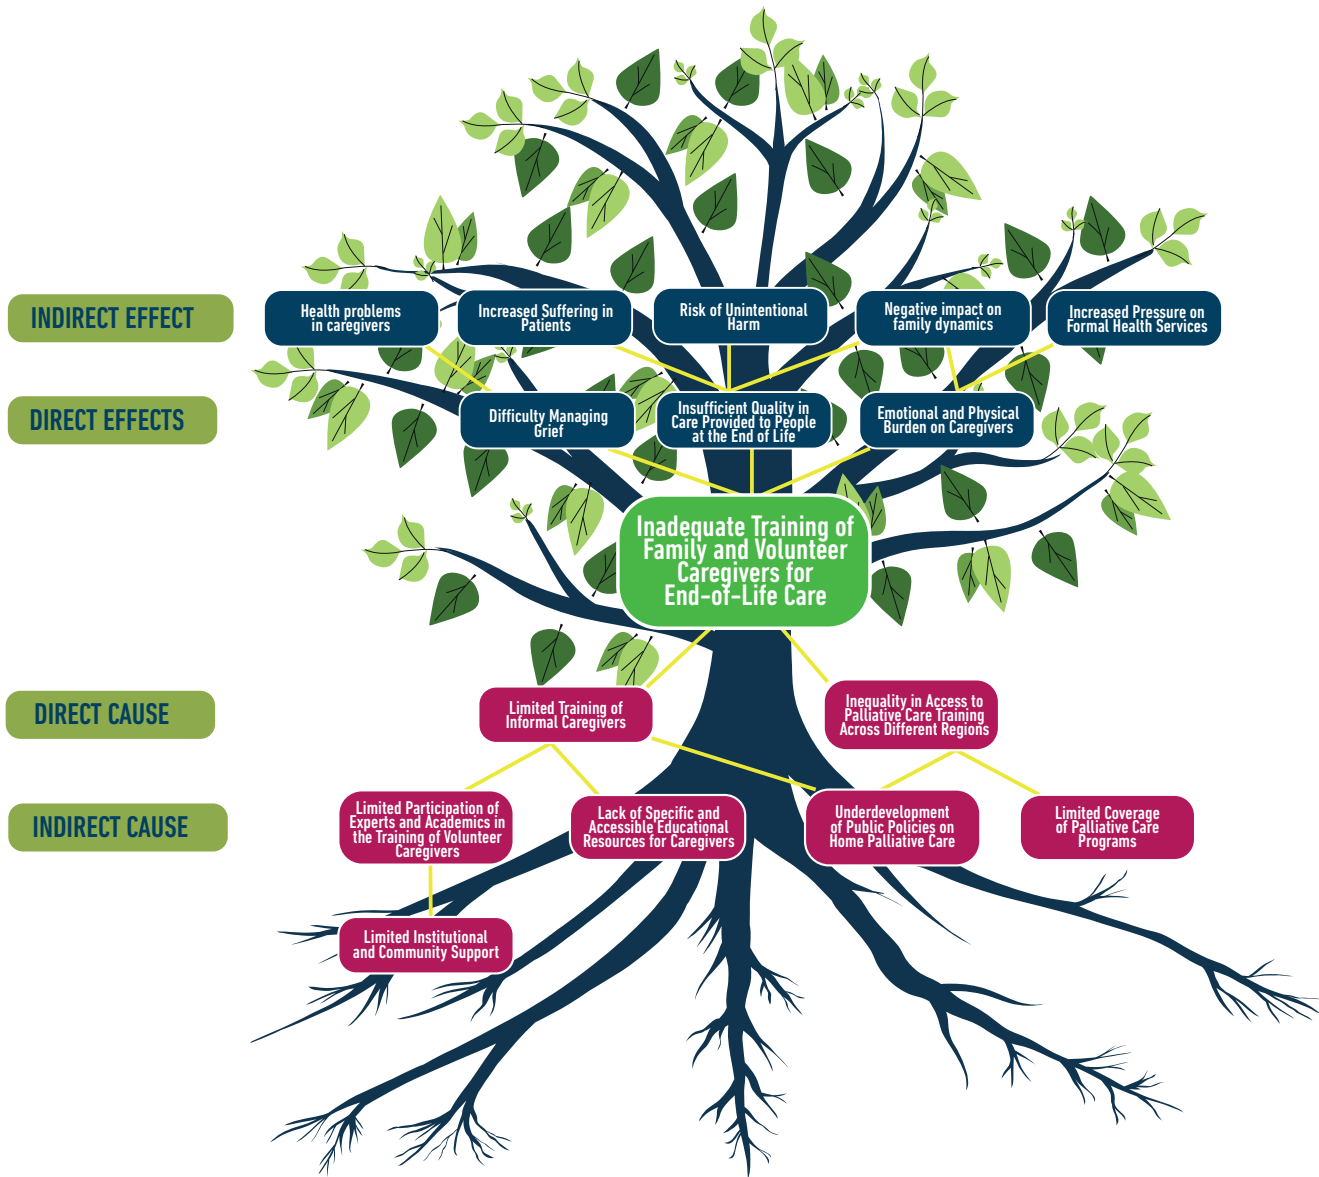 INDIRECT EFFECT
Health problems
in caregivers
Increased Suffering in
Patients
Risk of Unintentional
Harm
Negative impact on
family dynamics
Increased Pressure on
Formal Health Services
DIRECT EFFECTS
Difficulty Managing
Grief
Insufficient Quality in
Care Provided to People
at the End of Life
Emotional and Physical
Burden on Caregivers
Inadequate Training of
Family and Volunteer
Caregivers for
End-of-Life Care
DIRECT CAUSE
Limited Training of
Informal Caregivers
Inequality in Access to
Palliative Care Training
Across Different Regions
INDIRECT CAUSE
Limited Participation of
Experts and Academics in
the Training of Volunteer
Caregivers
Lack of Specific and
Accessible Educational
Resources for Caregivers
Underdevelopment
of Public Policies on
Home Palliative Care
Limited Coverage
of Palliative Care
Programs
Limited Institutional
and Community Support